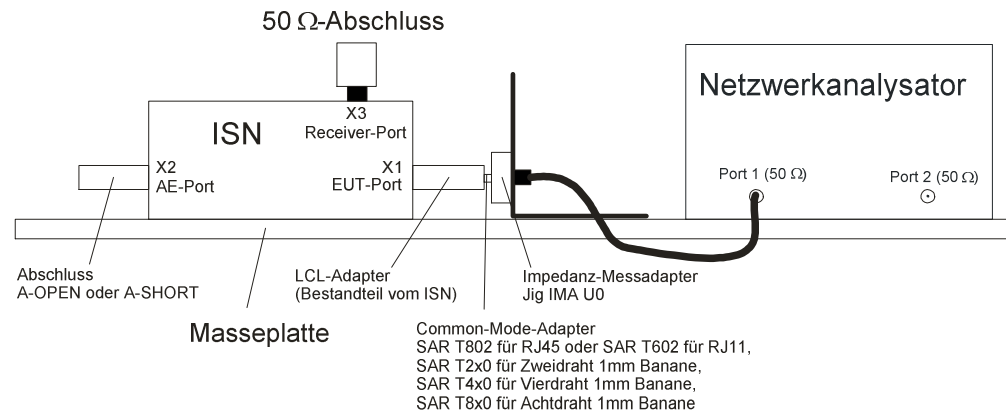 50 Ω-Abschluss
Netzwerkanalysator
X3
Receiver-Port
ISN
X2
AE-Port
X1
EUT-Port
Port 1 (50 Ω)
Port 2 (50 Ω)
Abschluss
A-OPEN oder A-SHORT
LCL-Adapter
(Bestandteil vom ISN)
Impedanz-Messadapter
Jig IMA U0
Masseplatte
Common-Mode-Adapter
SAR T802 für RJ45 oder SAR T602 für RJ11,
SAR T2x0 für Zweidraht 1mm Banane,
SAR T4x0 für Vierdraht 1mm Banane,
SAR T8x0 für Achtdraht 1mm Banane